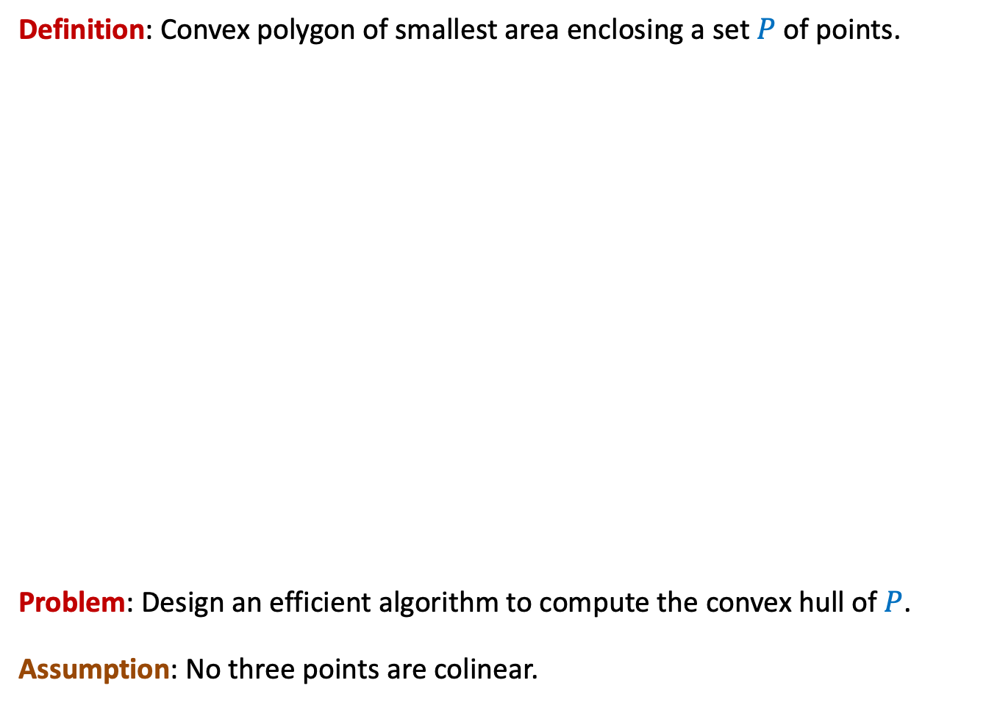 Definition: Convex polygon of smallest area enclosing a set P of points.
Problem: Design an efficient algorithm to compute the convex hull of P.
Assumption: No three points are colinear.